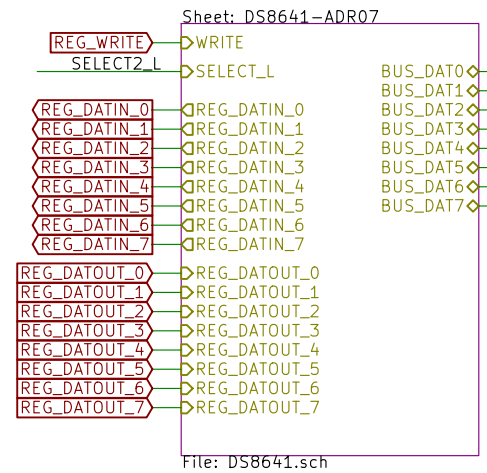 Sheet: DS8641-ADR07
REG_WRITE WRITE
SELECT2_L SELECT_L BUS_DAT0
BUS_DAT1
REG_DATIN_0 REG_DATIN_0 BUS_DAT2
REG_DATIN_1 REG_DATIN_1 BUS_DAT3
REG_DATIN_2 REG_DATIN_2 BUS_DAT4
REG_DATIN_3 REG_DATIN_3 BUS_DAT5
REG_DATIN_4 REG_DATIN_4 BUS_DAT6
REG_DATIN_5 REG_DATIN_5 BUS_DAT7
REG_DATIN_6 REG_DATIN_6
REG_DATIN_7 REG_DATIN_7
REG_DATOUT_0 REG_DATOUT_0
REG_DATOUT_1 REG_DATOUT_1
REG_DATOUT_2 REG_DATOUT_2
REG_DATOUT_3 REG_DATOUT_3
REG_DATOUT_4 REG_DATOUT_4
REG_DATOUT_5 REG_DATOUT_5
REG_DATOUT_6 REG_DATOUT_6
REG_DATOUT_7 REG_DATOUT_7
File: DS8641.sch